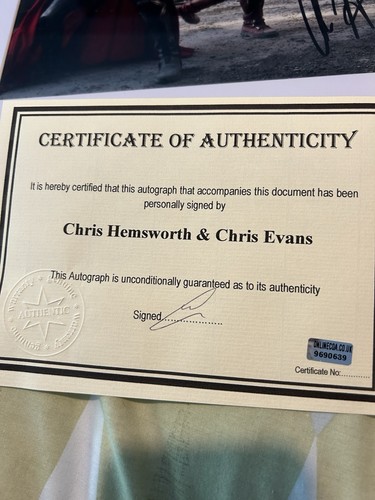 CERTIFICATE OF AUTHENTICITY
It is hereby certified that this autograph that accompanies this document has been
personally signed by
Chris Hemsworth & Chris Evans
This Autograph is unconditionally guaranteed as to its authenticity
AUTHENTIC
Signed....................
ONLINECOA.CO.UK
9690639
Certificate No:............